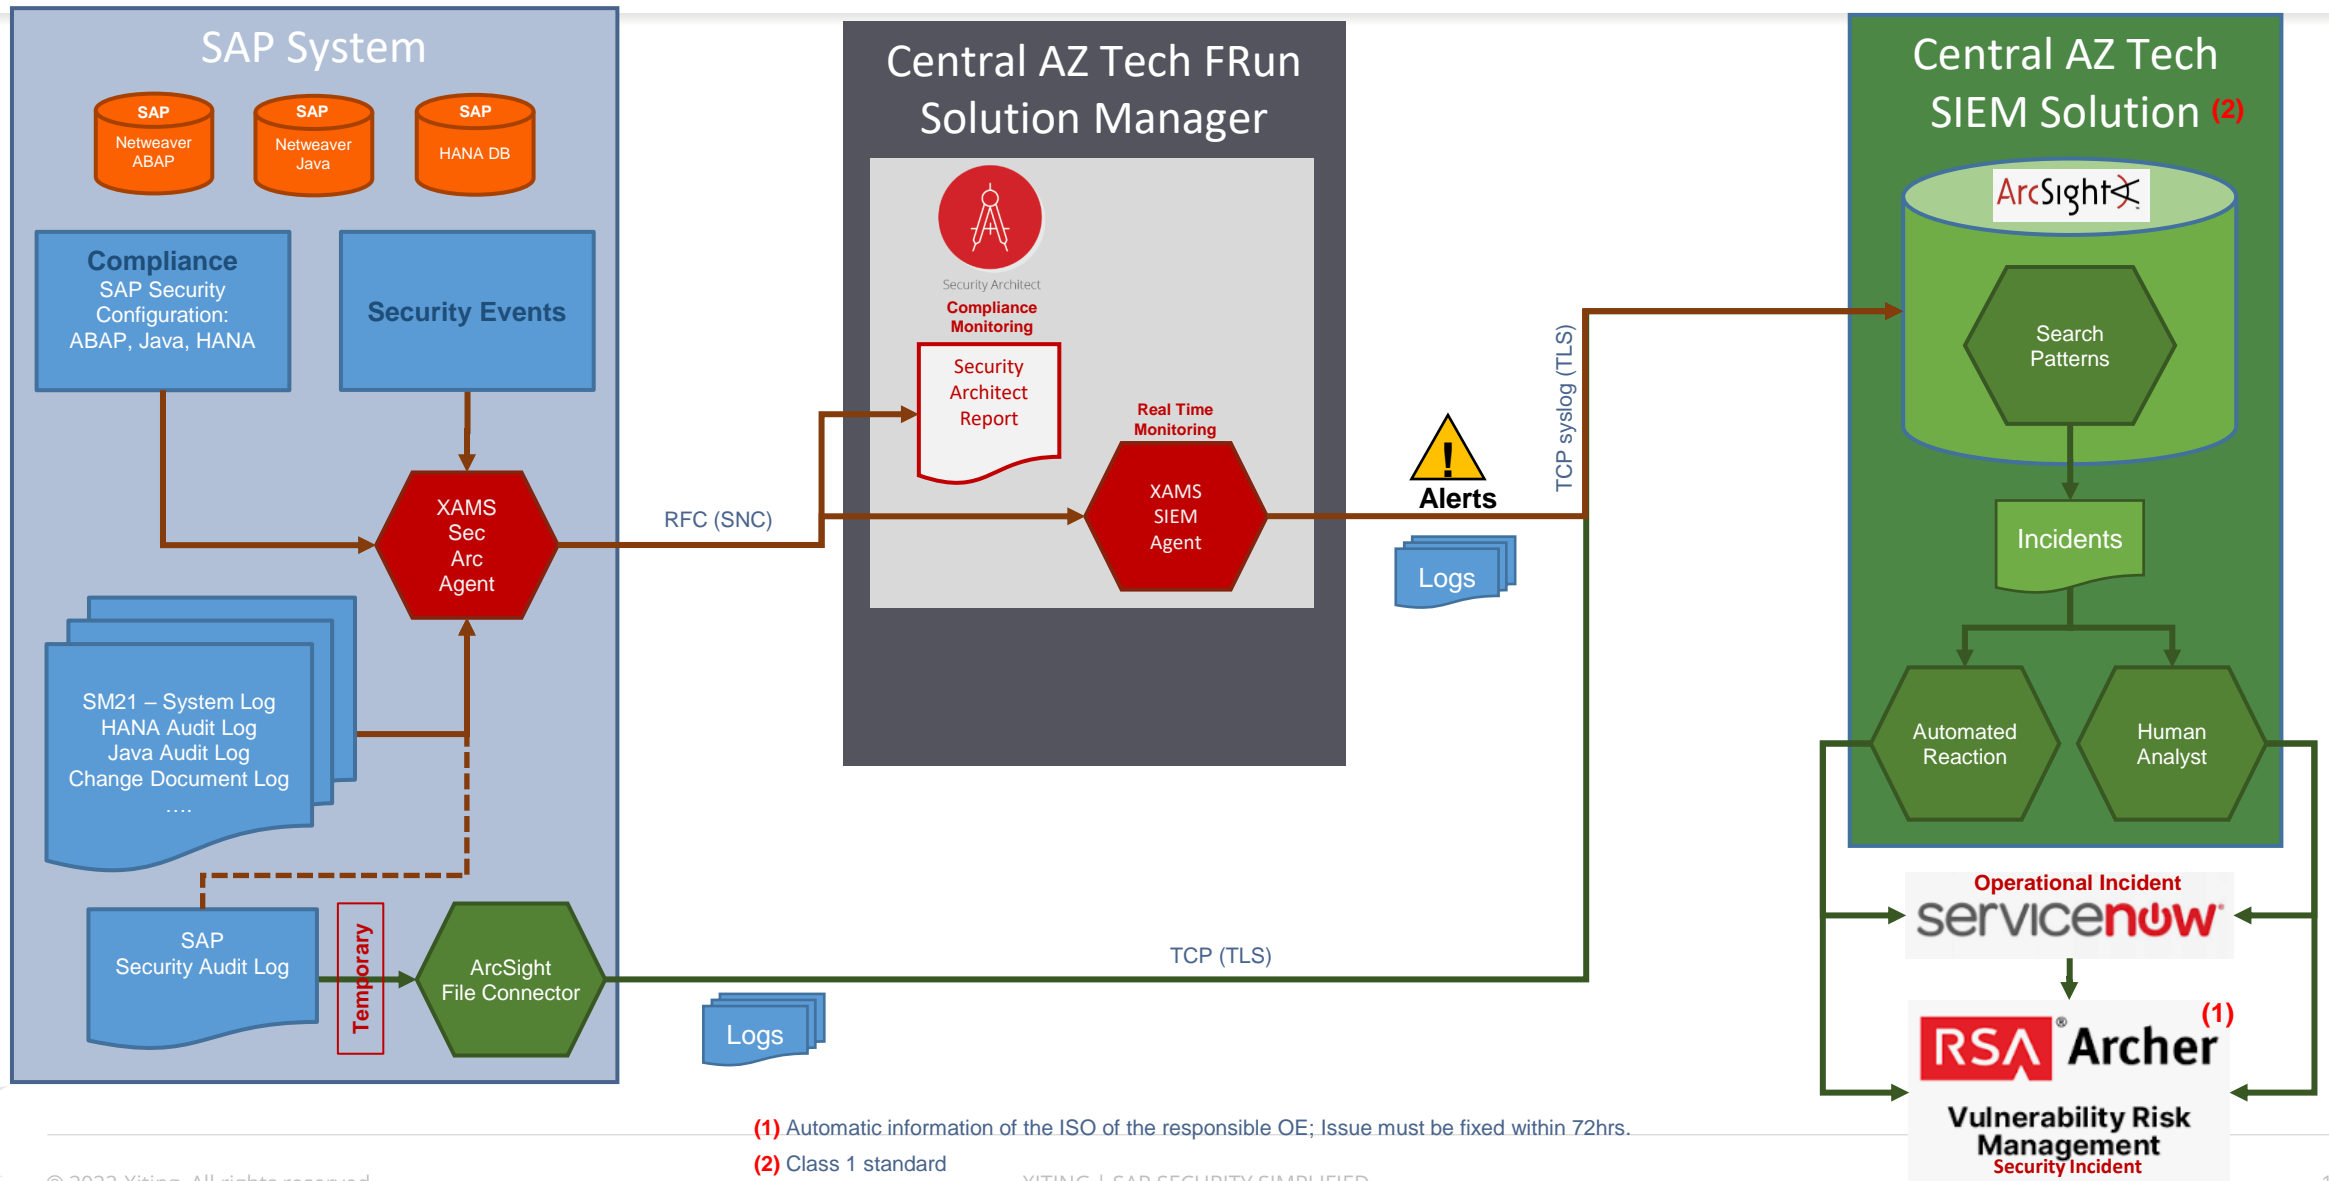 SAP System
SAP
Netweaver
ABAP
SAP
Netweaver
Java
SAP
HANA DB
Compliance
SAP Security
Configuration:
ABAP, Java, HANA
Security Events
XAMS
Sec
Arc
Agent
SM21 – System Log
HANA Audit Log
Java Audit Log
Change Document Log
....
SAP
Security Audit Log
Temporary
ArcSight
File Connector
RFC (SNC)
Central AZ Tech FRun
Solution Manager
Security Architect
Compliance
Monitoring
Security
Architect
Report
Real Time
Monitoring
XAMS
SIEM
Agent
!
Alerts
Logs
TCP syslog (TLS)
TCP (TLS)
Logs
Central AZ Tech
SIEM Solution (2)
ArcSight
Search
Patterns
Incidents
Automated
Reaction
Human
Analyst
Operational Incident
servicenow
RSA® Archer (1)
Vulnerability Risk
Management
Security Incident
(1) Automatic information of the ISO of the responsible OE; Issue must be fixed within 72hrs.
(2) Class 1 standard
XITING | SAP SECURITY SIMPLIFIED